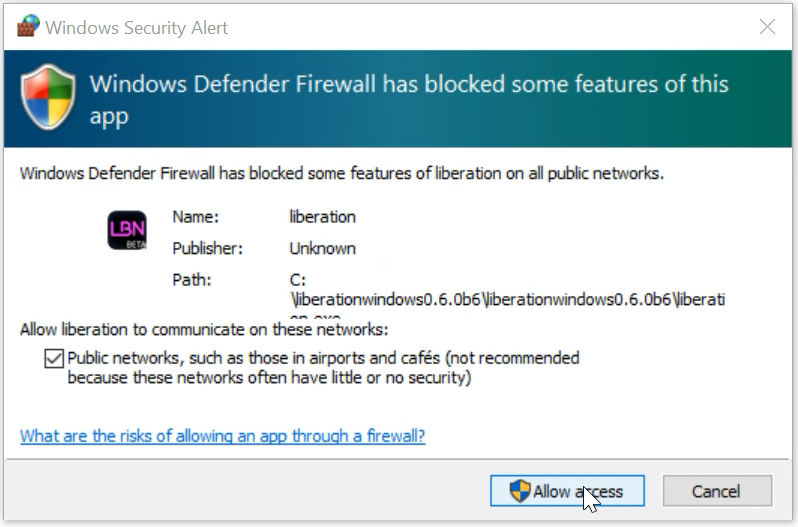 Windows Security Alert
Windows Defender Firewall has blocked some features of this
app
Windows Defender Firewall has blocked some features of liberation on all public networks.
LBN
BETA
Name: liberation
Publisher: Unknown
Path: C:
\liberationwindows0.6.0b6\liberationwindows0.6.0b6\liberati
on.exe
Allow liberation to communicate on these networks:
Public networks, such as those in airports and cafés (not recommended
because these networks often have little or no security)
What are the risks of allowing an app through a firewall?
Allow access
Cancel